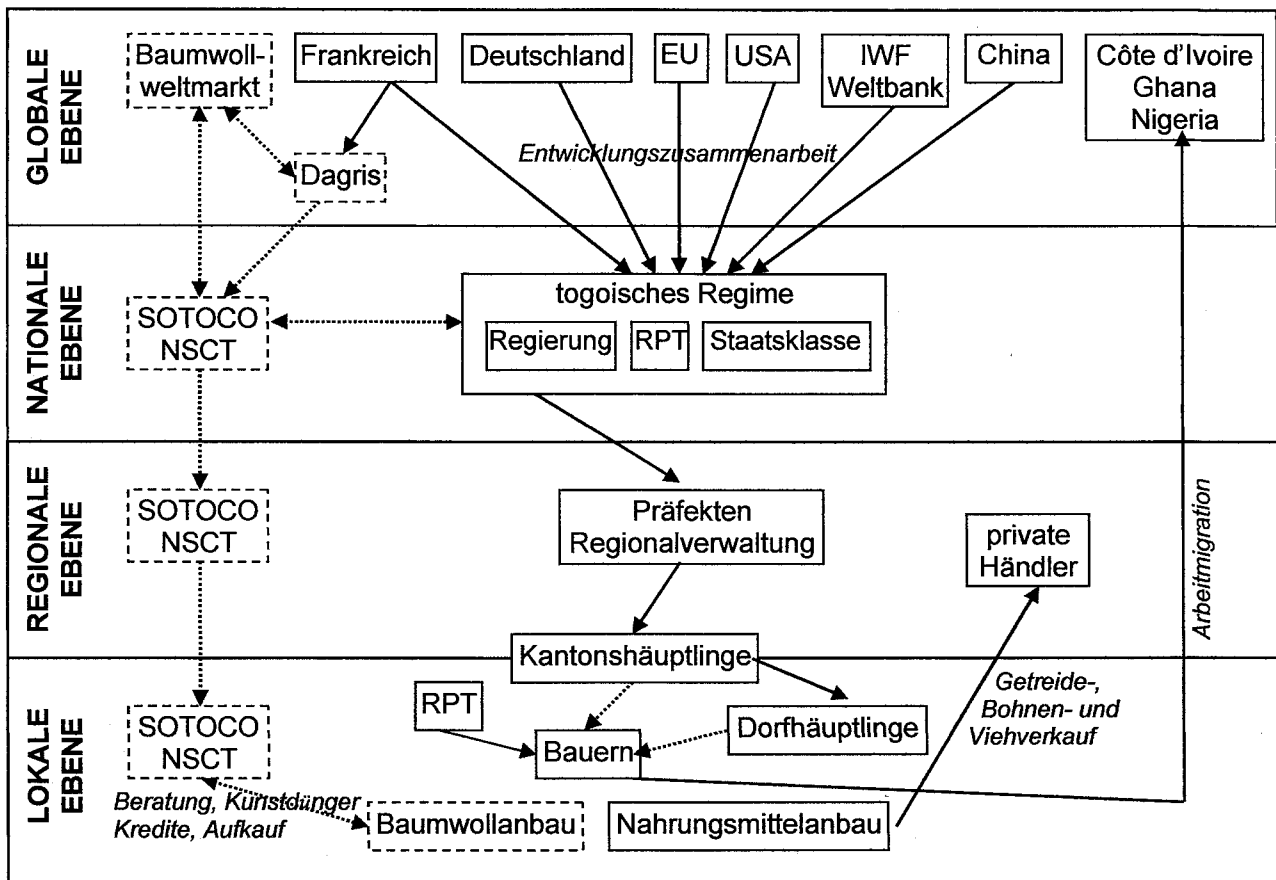 GLOBALE
EBENE
Baumwoll-
weltmarkt
Frankreich
Deutschland
EU
USA
IWF
Weltbank
China
Côte d'Ivoire
Ghana
Nigeria
Entwicklungszusammenarbeit
Dagris
NATIONALE
EBENE
SOTOCO
NSCT
togoisches Regime
Regierung
RPT
Staatsklasse
REGIONALE
EBENE
SOTOCO
NSCT
Präfekten
Regionalverwaltung
private
Händler
Arbeitmigration
Kantonshäuptlinge
LOKALE
EBENE
SOTOCO
NSCT
RPT
Bauern
Dorfhäuptlinge
Getreide-,
Bohnen- und
Viehverkauf
Beratung, Kunstdünger
Kredite, Aufkauf
Baumwollanbau
Nahrungsmittelanbau